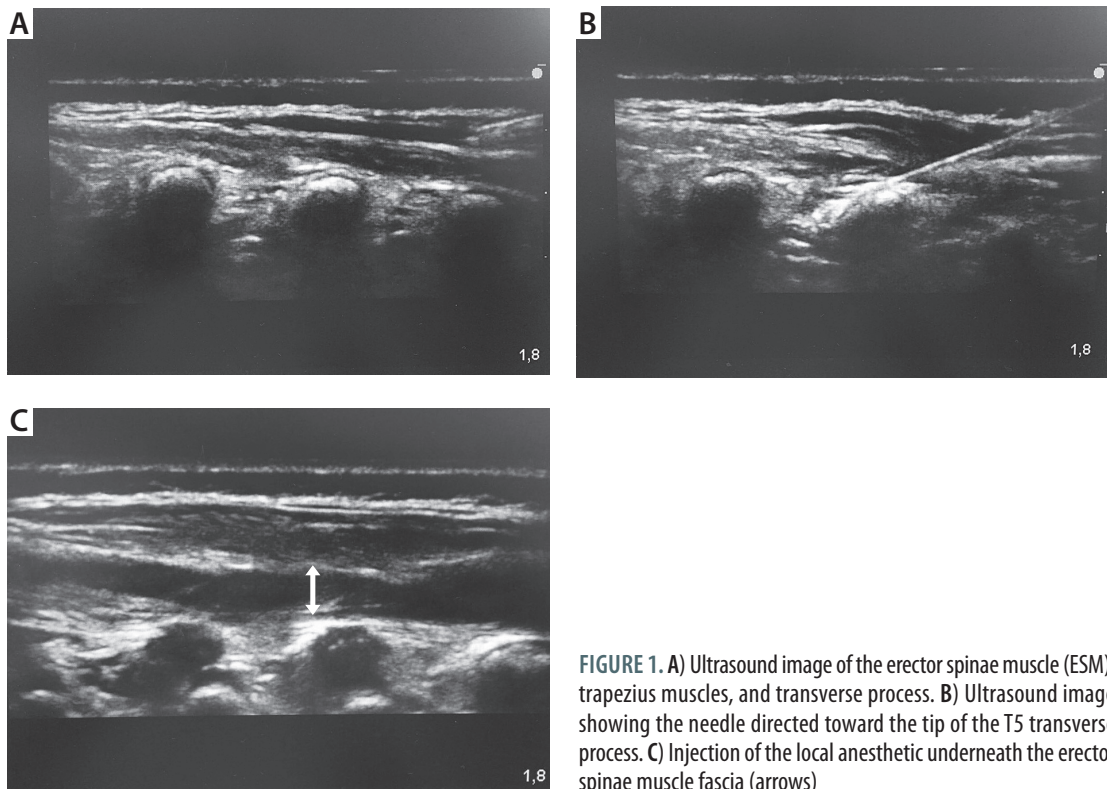 A
B
1,8
1,8
C
1,8
FIGURE 1. A) Ultrasound image of the erector spinae muscle (ESM),
trapezius muscles, and transverse process. B) Ultrasound image
showing the needle directed toward the tip of the T5 transverse
process. C) Injection of the local anesthetic underneath the erector
spinae muscle fascia (arrows)